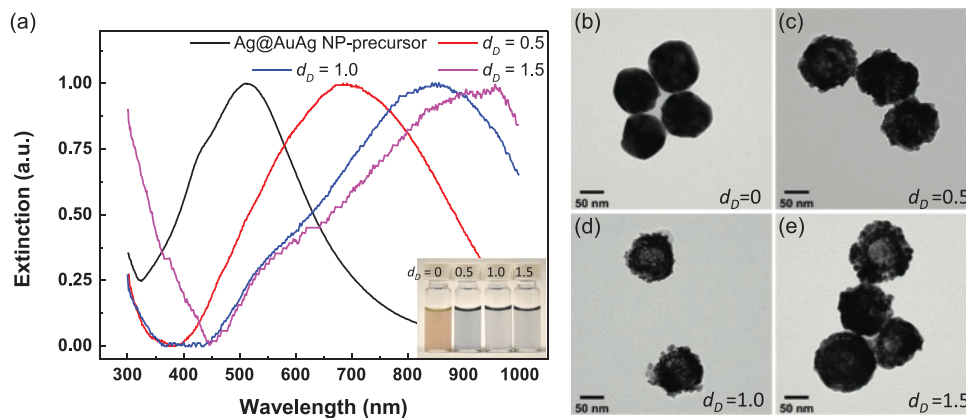 (a)
Ag@AuAg NP-precursor
d_D = 0.5
d_D = 1.0
d_D = 1.5
Extinction (a.u.)
1.00
0.75
0.50
0.25
0.00
300
400
500
600
700
800
900
1000
Wavelength (nm)
d_D = 0
0.5
1.0
1.5
(b)
50 nm
d_D=0
(c)
50 nm
d_D=0.5
(d)
50 nm
d_D=1.0
(e)
50 nm
d_D=1.5